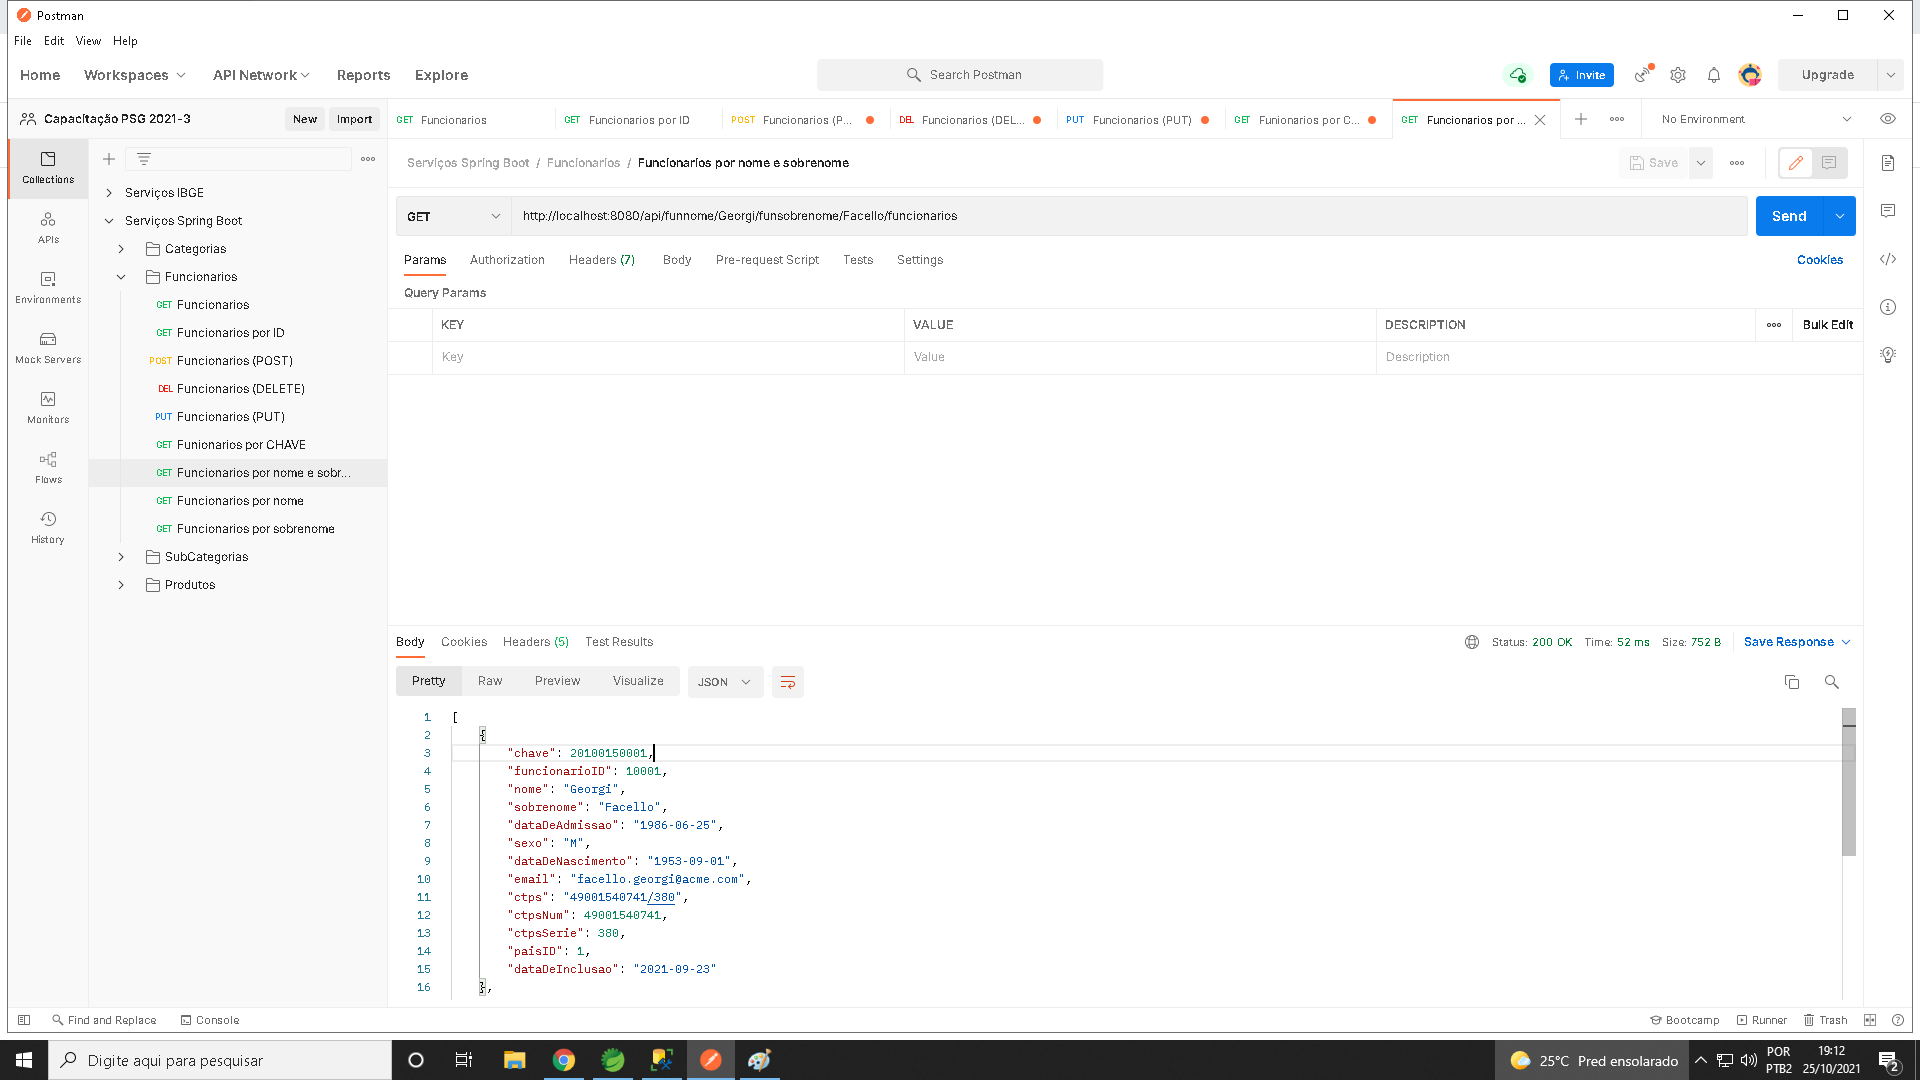 Postman
File Edit View Help
Home Workspaces API Network Reports Explore Search Postman Invite Upgrade
Capacitação PSG 2021-3 New Import
GET Funcionarios GET Funcionarios por ID POST Funcionarios (P... DEL Funcionarios (DEL... PUT Funcionarios (PUT) GET Funionarios por C... GET Funcionarios por ... No Environment
Collections
APIs
Environments
Mock Servers
Monitors
Flows
History
Serviços IBGE
Serviços Spring Boot
Categorias
Funcionarios
GET Funcionarios
GET Funcionarios por ID
POST Funcionarios (POST)
DEL Funcionarios (DELETE)
PUT Funcionarios (PUT)
GET Funionarios por CHAVE
GET Funcionarios por nome e sobr...
GET Funcionarios por nome
GET Funcionarios por sobrenome
SubCategorias
Produtos
Serviços Spring Boot / Funcionarios / Funcionarios por nome e sobrenome Save
GET http://localhost:8080/api/funnome/Georgi/funsobrenome/Facello/funcionarios Send
Params Authorization Headers (7) Body Pre-request Script Tests Settings Cookies
Query Params
KEY VALUE DESCRIPTION Bulk Edit
Key Value Description
Body Cookies Headers (5) Test Results Status: 200 OK Time: 52 ms Size: 752 B Save Response
Pretty Raw Preview Visualize JSON
1 [
2 {
3 "chave": 20100150001,
4 "funcionarioID": 10001,
5 "nome": "Georgi",
6 "sobrenome": "Facello",
7 "dataDeAdmissao": "1986-06-25",
8 "sexo": "M",
9 "dataDeNascimento": "1953-09-01",
10 "email": "facello.georgi@acme.com",
11 "ctps": "49001540741/380",
12 "ctpsNum": 49001540741,
13 "ctpsSerie": 380,
14 "paisID": 1,
15 "dataDeInclusao": "2021-09-23"
16 },
Find and Replace Console Bootcamp Runner Trash
Digite aqui para pesquisar 25°C Pred ensolarado POR PTB2 19:12 25/10/2021 2